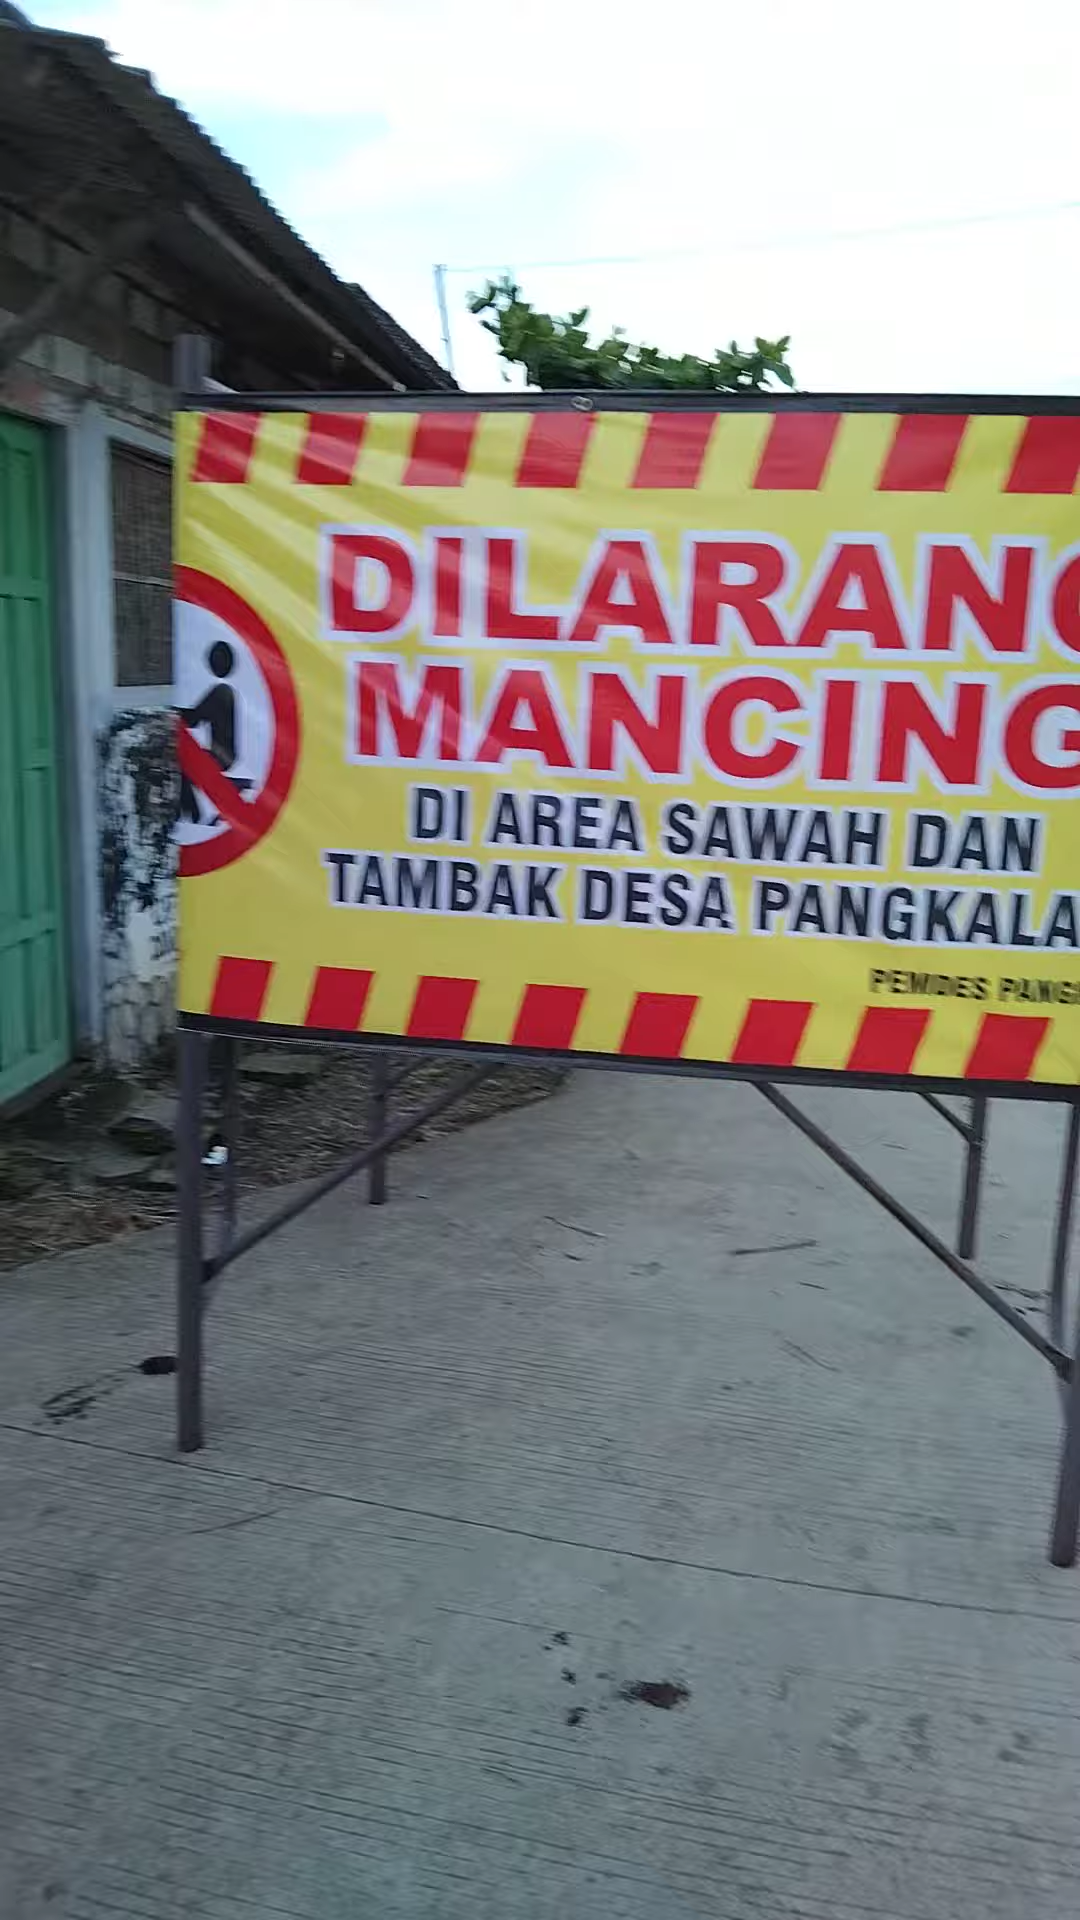 DILARANG
MANCING
DI AREA SAWAH DAN
TAMBAK DESA PANGKALA
PEMDES PANG